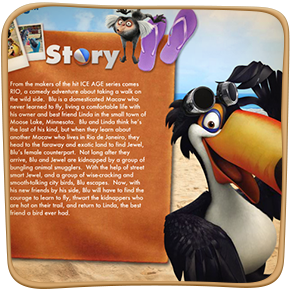 Story
From the makers of the hit ICE AGE series comes
RIO, a comedy adventure about taking a walk on
the wild side. Blu is a domesticated Macaw who
never learned to fly, living a comfortable life with
his owner and best friend Linda in the small town of
Moose Lake, Minnesota. Blu and Linda think he's
the last of his kind, but when they learn about
another Macaw who lives in Rio de Janeiro, they
head to the faraway and exotic land to find Jewel,
Blu's female counterpart. Not long after they
arrive, Blu and Jewel are kidnapped by a group of
bungling animal smugglers. With the help of street
smart Jewel, and a group of wise-cracking and
smooth-talking city birds, Blu escapes. Now, with
his new friends by his side, Blu will have to find the
courage to learn to fly, thwart the kidnappers who
are hot on their trail, and return to Linda, the best
friend a bird ever had.